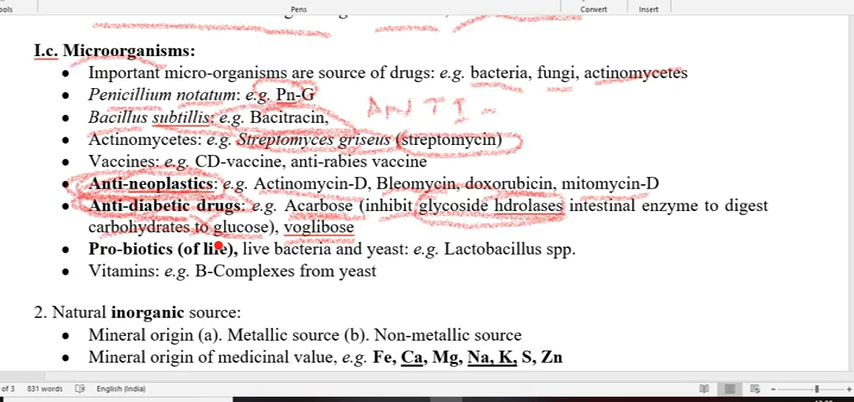 Pens Convert Insert
I.c. Microorganisms:
• Important micro-organisms are source of drugs: e.g. bacteria, fungi, actinomycetes
• Penicillium notatum: e.g. Pn-G
ANTI -
• Bacillus subtillis: e.g. Bacitracin,
• Actinomycetes: e.g. Streptomyces griseus (streptomycin)
• Vaccines: e.g. CD-vaccine, anti-rabies vaccine
• Anti-neoplastics: e.g. Actinomycin-D, Bleomycin, doxorubicin, mitomycin-D
• Anti-diabetic drugs: e.g. Acarbose (inhibit glycoside hdrolases intestinal enzyme to digest
carbohydrates to glucose), voglibose
• Pro-biotics (of life), live bacteria and yeast: e.g. Lactobacillus spp.
• Vitamins: e.g. B-Complexes from yeast
2. Natural inorganic source:
• Mineral origin (a). Metallic source (b). Non-metallic source
• Mineral origin of medicinal value, e.g. Fe, Ca, Mg, Na, K, S, Zn
of 3 831 words English (India)